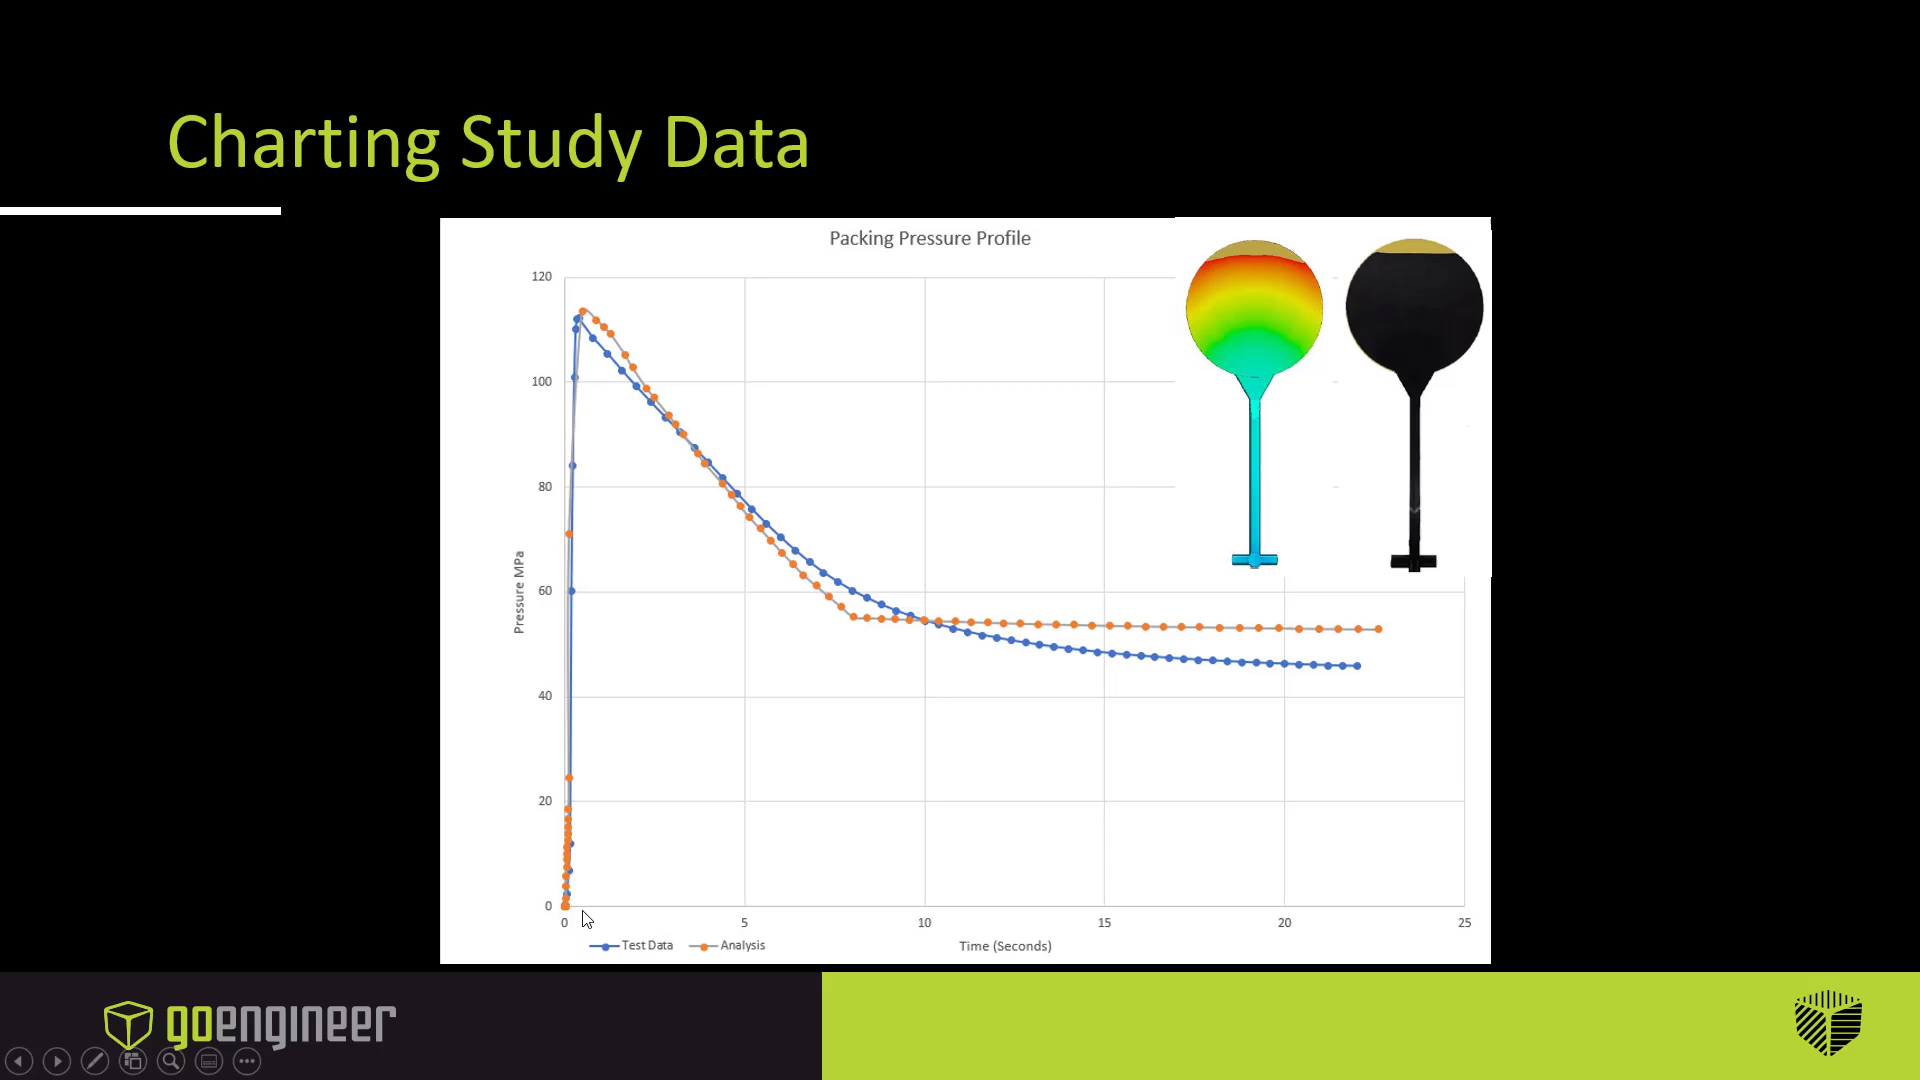 Charting Study Data
Packing Pressure Profile
120
100
80
60
40
20
0
Pressure MPa
0 5 10 15 20 25
Test Data Analysis
Time (Seconds)
goengineer